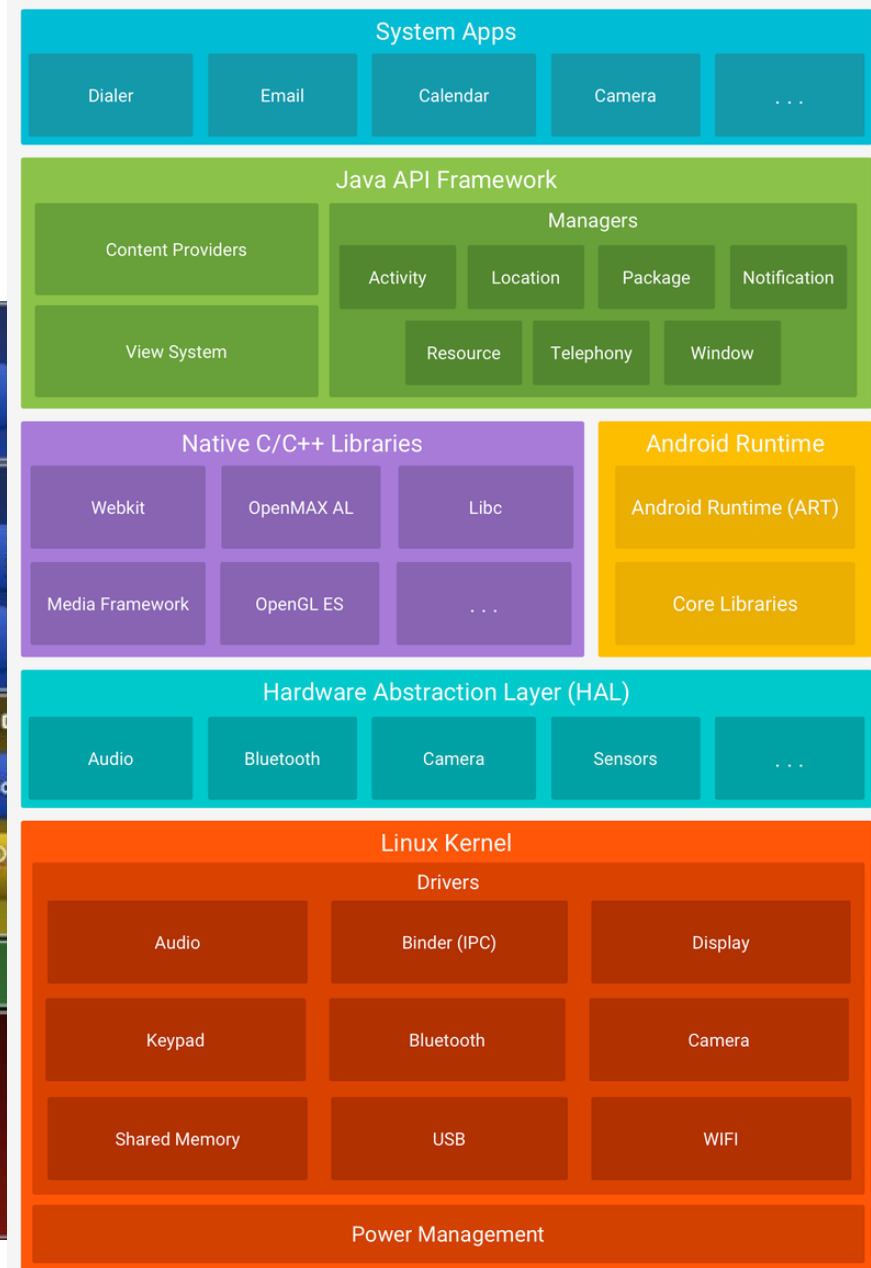 System Apps
Dialer
Email
Calendar
Camera
. . .
Java API Framework
Content Providers
View System
Managers
Activity
Location
Package
Notification
Resource
Telephony
Window
Native C/C++ Libraries
Webkit
OpenMAX AL
Libc
Media Framework
OpenGL ES
. . .
Android Runtime
Android Runtime (ART)
Core Libraries
Hardware Abstraction Layer (HAL)
Audio
Bluetooth
Camera
Sensors
. . .
Linux Kernel
Drivers
Audio
Binder (IPC)
Display
Keypad
Bluetooth
Camera
Shared Memory
USB
WIFI
Power Management